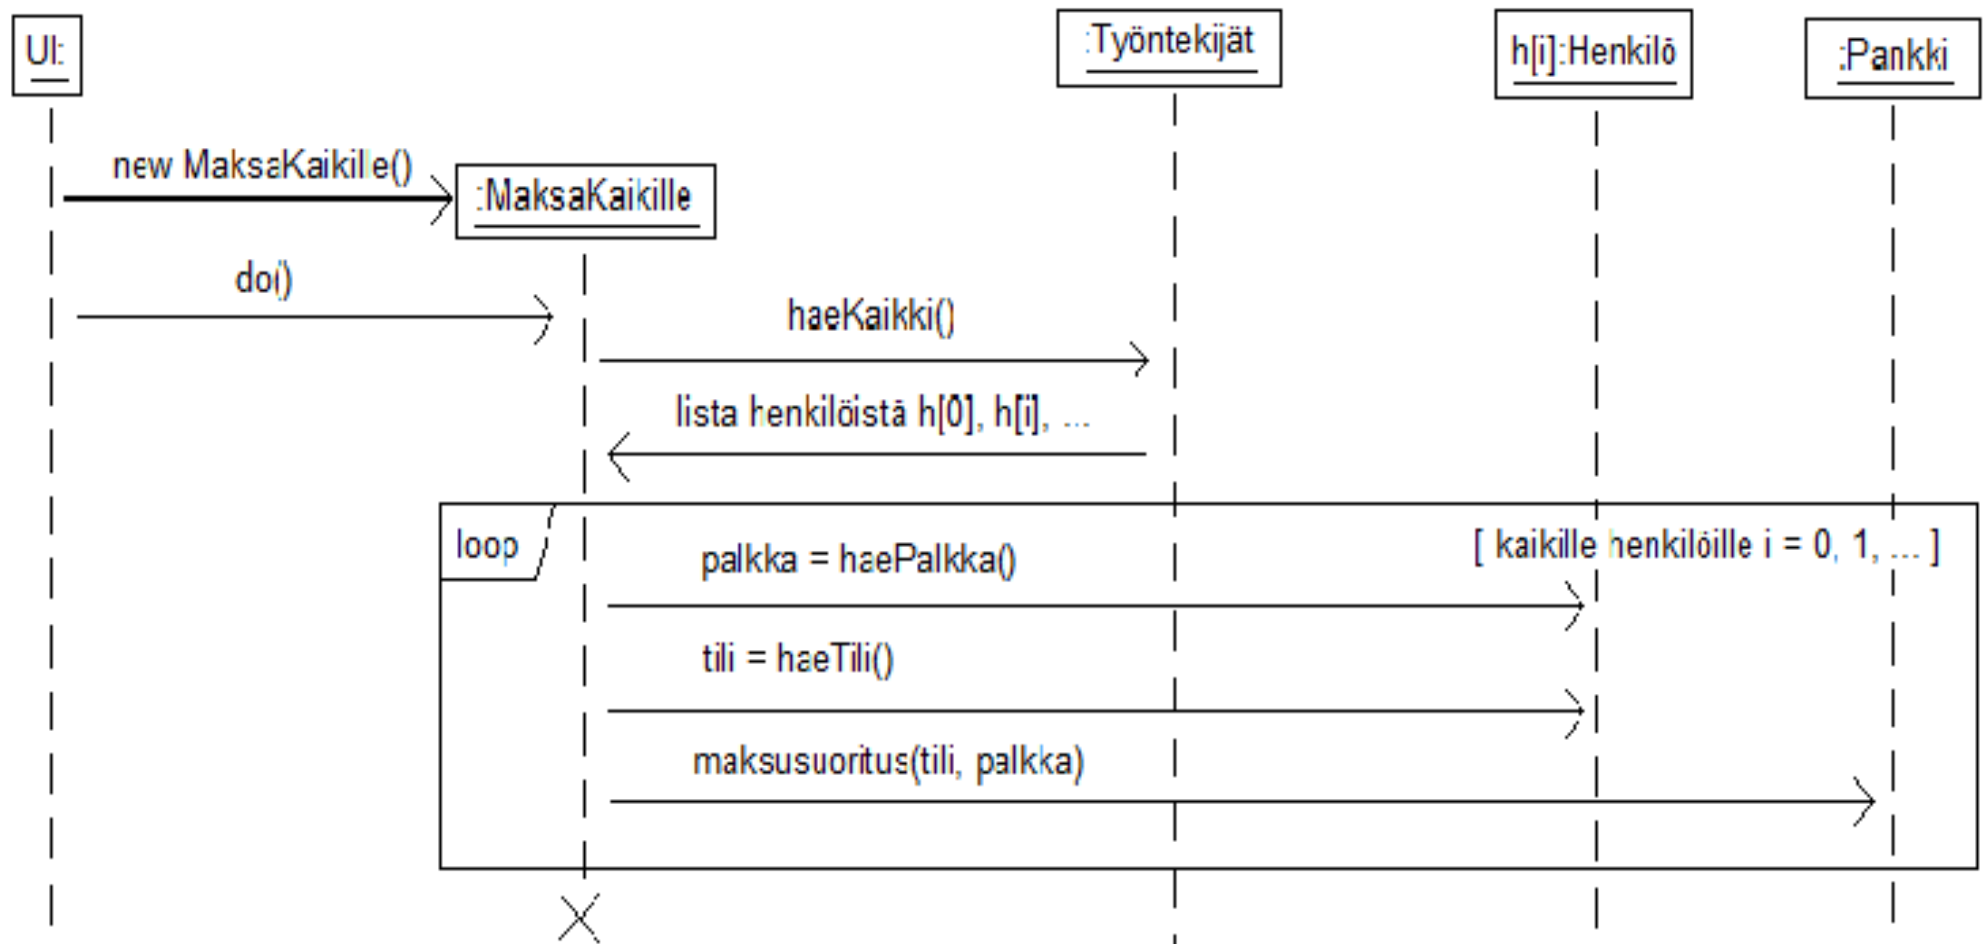 UI:
:Työntekijät
h[i]:Henkilö
:Pankki
new MaksaKaikille()
:MaksaKaikille
do()
haeKaikki()
lista henkilöistä h[0], h[i], ...
loop
[ kaikille henkilöille i = 0, 1, ... ]
palkka = haePalkka()
tili = haeTili()
maksusuoritus(tili, palkka)